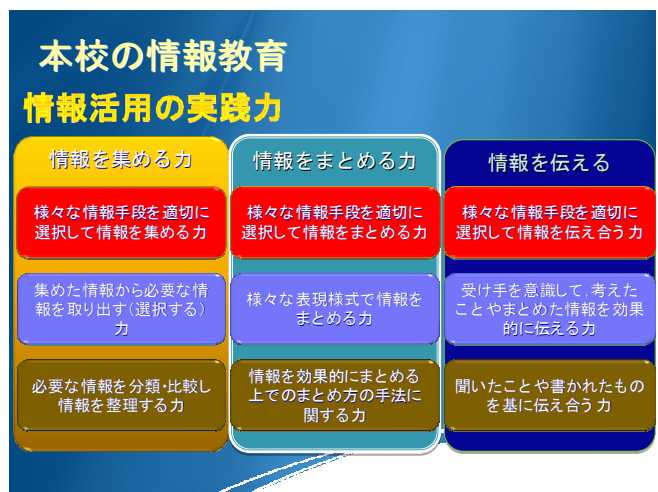 本校の情報教育
情報活用の実践力
情報を集める力
様々な情報手段を適切に
選択して情報を集める力
集めた情報から必要な情
報を取り出す(選択する)
力
必要な情報を分類・比較し
情報を整理する力
情報をまとめる力
様々な情報手段を適切に
選択して情報をまとめる力
様々な表現様式で情報を
まとめる力
情報を効果的にまとめる
上でのまとめ方の手法に
関する力
情報を伝える
様々な情報手段を適切に
選択して情報を伝え合う力
受け手を意識して,考えた
ことやまとめた情報を効果
的に伝える力
聞いたことや書かれたもの
を基に伝え合う力